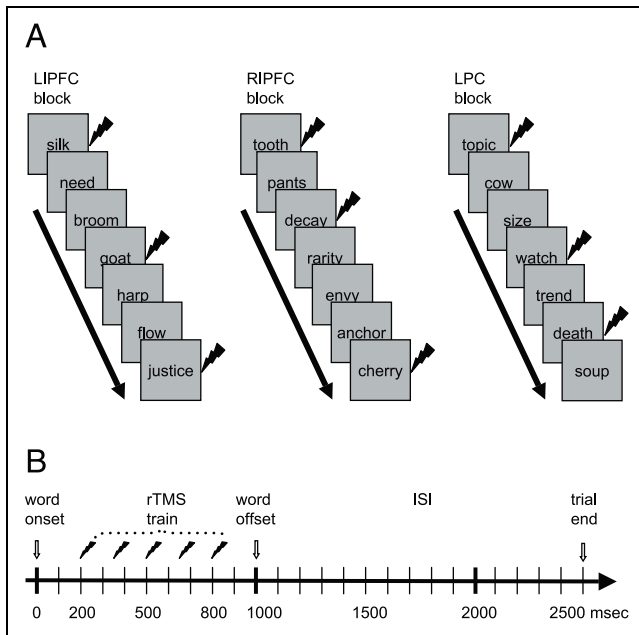 A
LIPFC
block
silk
need
broom
goat
harp
flow
justice
RIPFC
block
tooth
pants
decay
rarity
envy
anchor
cherry
LPC
block
topic
cow
size
watch
trend
death
soup
B
word
onset
rTMS
train
word
offset
ISI
trial
end
0 200 500 800 1000 1500 2000 2500 msec